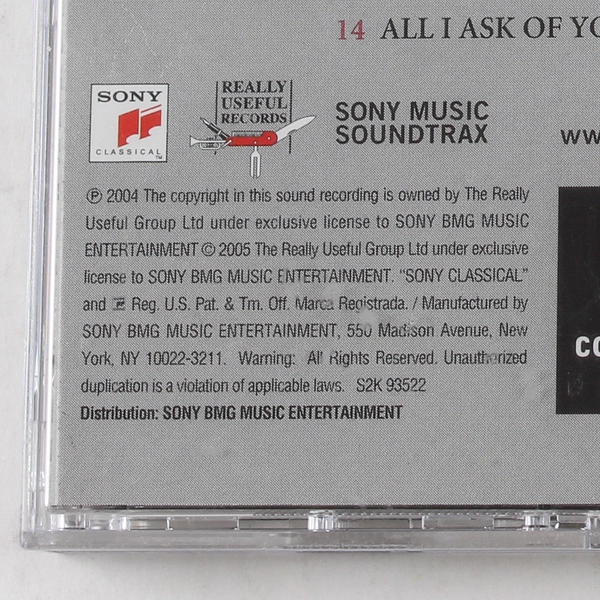 14 ALL I ASK OF YO
SONY
CLASSICAL™
REALLY
USEFUL
RECORDS
SONY MUSIC
SOUNDTRAX
ww
℗ 2004 The copyright in this sound recording is owned by The Really
Useful Group Ltd under exclusive license to SONY BMG MUSIC
ENTERTAINMENT © 2005 The Really Useful Group Ltd under exclusive
license to SONY BMG MUSIC ENTERTAINMENT. "SONY CLASSICAL"
and Reg. U.S. Pat. & Tm. Off. Marca Registrada. / Manufactured by
SONY BMG MUSIC ENTERTAINMENT, 550 Madison Avenue, New
York, NY 10022-3211. Warning: All Rights Reserved. Unauthorized
duplication is a violation of applicable laws. S2K 93522
Distribution: SONY BMG MUSIC ENTERTAINMENT
CO